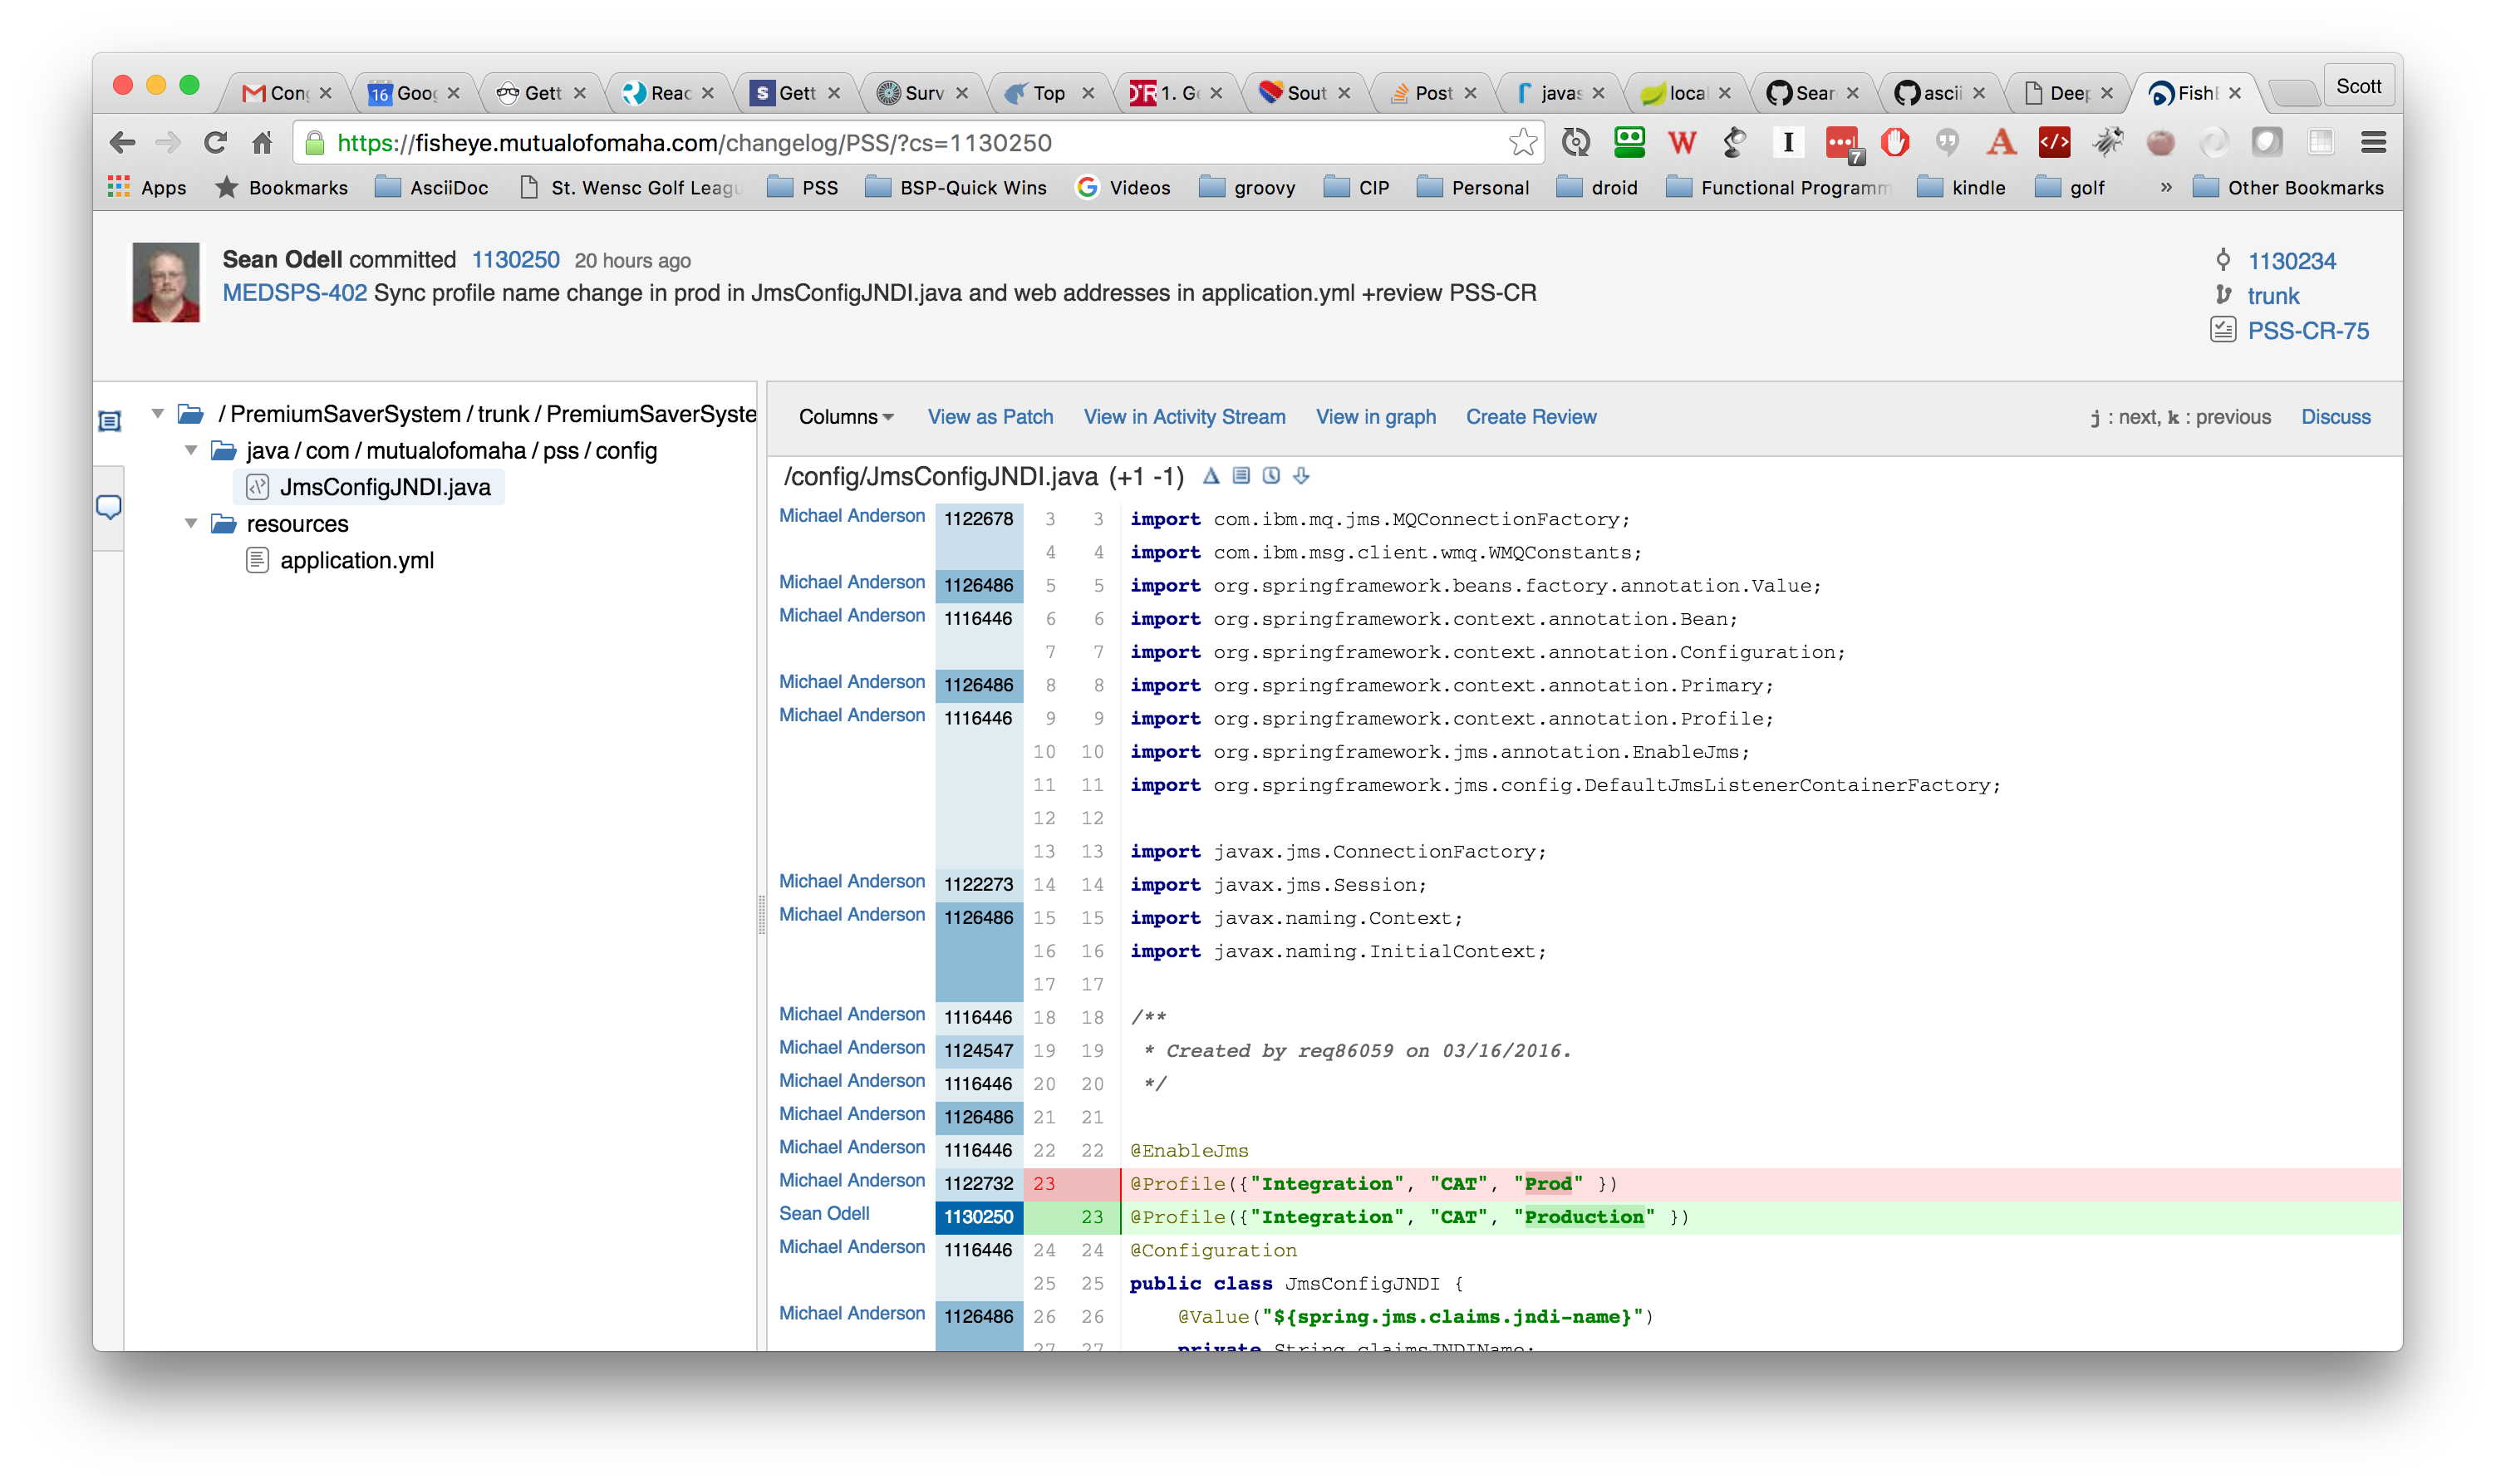 Con Goog Gett Reac Gett Surv Top 1. Ge Sout Post javas local Sear ascii Deep FishE Scott
https://fisheye.mutualofomaha.com/changelog/PSS/?cs=1130250
Apps Bookmarks AsciiDoc St. Wensc Golf Leagu PSS BSP-Quick Wins Videos groovy CIP Personal droid Functional Programm kindle golf » Other Bookmarks
Sean Odell committed 1130250 20 hours ago
MEDSPS-402 Sync profile name change in prod in JmsConfigJNDI.java and web addresses in application.yml +review PSS-CR
1130234
trunk
PSS-CR-75
/ PremiumSaverSystem / trunk / PremiumSaverSyste
java / com / mutualofomaha / pss / config
JmsConfigJNDI.java
resources
application.yml
Columns View as Patch View in Activity Stream View in graph Create Review j : next, k : previous Discuss
/config/JmsConfigJNDI.java (+1 -1)
Michael Anderson 1122678 3 3 import com.ibm.mq.jms.MQConnectionFactory;
4 4 import com.ibm.msg.client.wmq.WMQConstants;
Michael Anderson 1126486 5 5 import org.springframework.beans.factory.annotation.Value;
Michael Anderson 1116446 6 6 import org.springframework.context.annotation.Bean;
7 7 import org.springframework.context.annotation.Configuration;
Michael Anderson 1126486 8 8 import org.springframework.context.annotation.Primary;
Michael Anderson 1116446 9 9 import org.springframework.context.annotation.Profile;
10 10 import org.springframework.jms.annotation.EnableJms;
11 11 import org.springframework.jms.config.DefaultJmsListenerContainerFactory;
12 12
13 13 import javax.jms.ConnectionFactory;
Michael Anderson 1122273 14 14 import javax.jms.Session;
Michael Anderson 1126486 15 15 import javax.naming.Context;
16 16 import javax.naming.InitialContext;
17 17
Michael Anderson 1116446 18 18 /**
Michael Anderson 1124547 19 19 * Created by req86059 on 03/16/2016.
Michael Anderson 1116446 20 20 */
Michael Anderson 1126486 21 21
Michael Anderson 1116446 22 22 @EnableJms
Michael Anderson 1122732 23 @Profile({"Integration", "CAT", "Prod" })
Sean Odell 1130250 23 @Profile({"Integration", "CAT", "Production" })
Michael Anderson 1116446 24 24 @Configuration
25 25 public class JmsConfigJNDI {
Michael Anderson 1126486 26 26 @Value("${spring.jms.claims.jndi-name}")
27 27 private String claimsJNDIName;